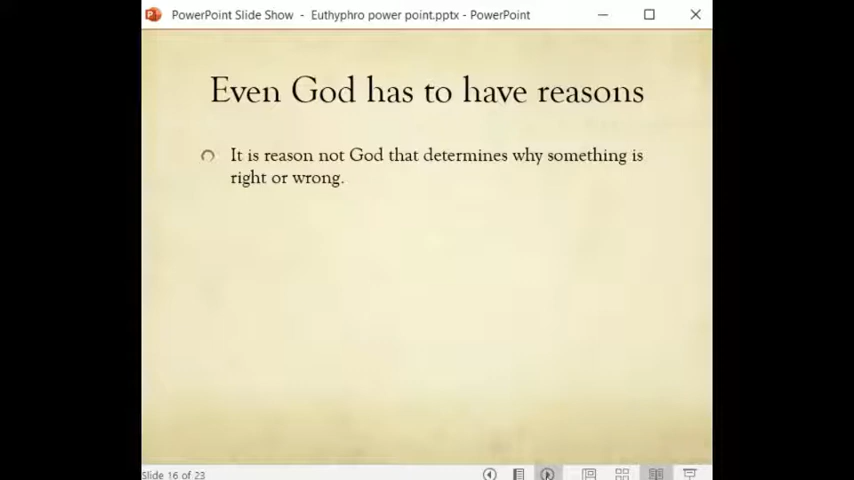 PowerPoint Slide Show - Euthyphro power point.pptx - PowerPoint
Even God has to have reasons
It is reason not God that determines why something is
right or wrong.
Slide 16 of 23